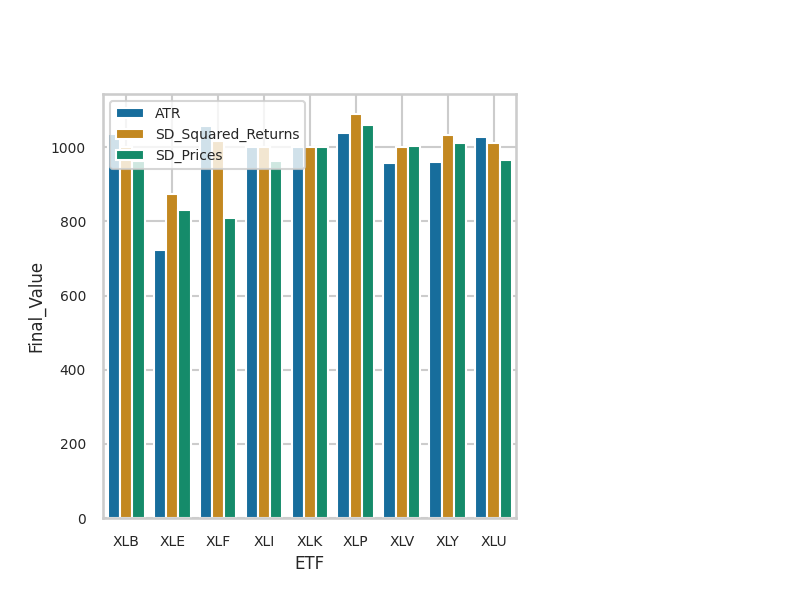 ATR
SD_Squared_Returns
SD_Prices
1000
800
600
400
200
0
Final_Value
XLB XLE XLF XLI XLK XLP XLV XLY XLU
ETF